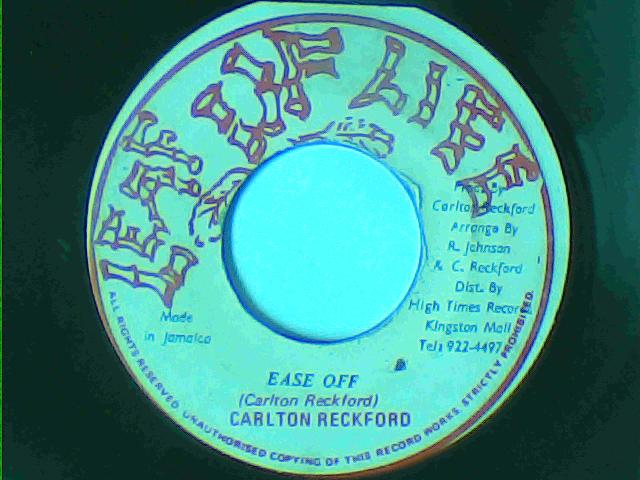 LEAF OF LIFE
Prod. By
Carlton Reckford
Arrange By
R. Johnson
& C. Reckford
Dist. By
High Times Recor
Kingston Mall
Tel: 922-4497
Made
in Jamaica
EASE OFF
(Carlton Reckford)
CARLTON RECKFORD
ALL RIGHTS RESERVED. UNAUTHORISED COPYING OF THIS RECORD WORKS. STRICTLY PROHIBITED.